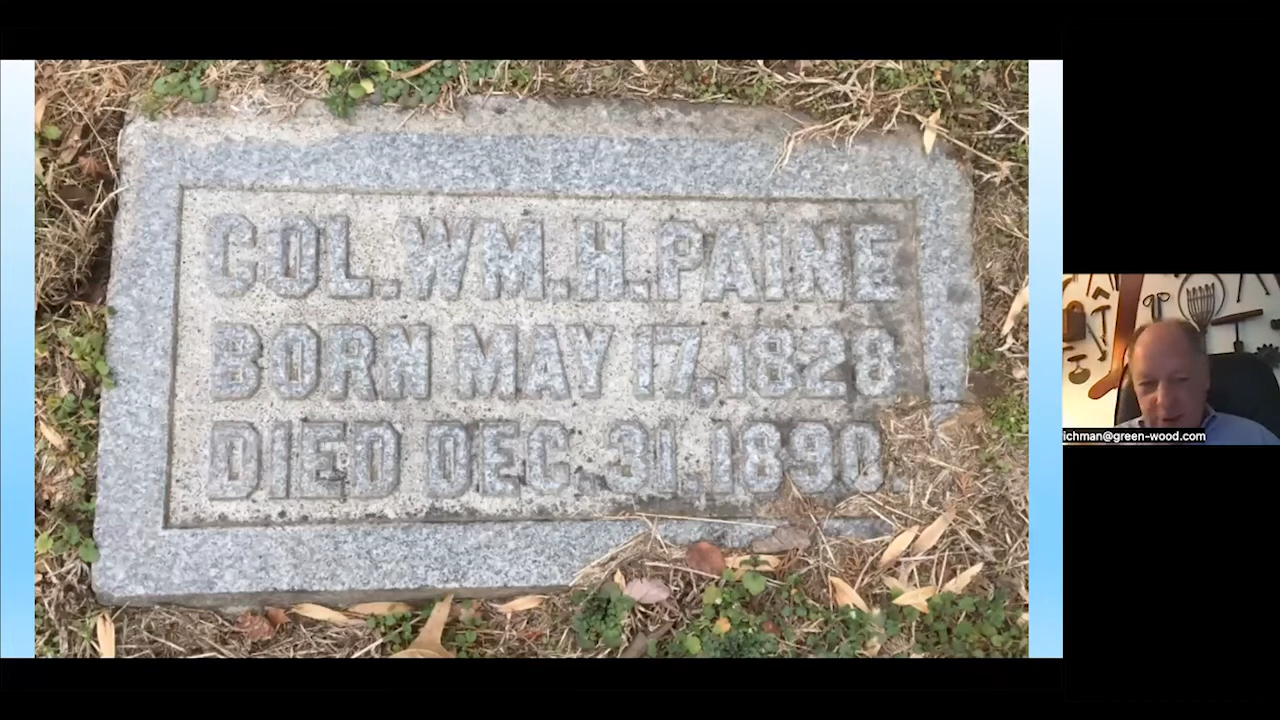 COL. WM. H. PAINE
BORN MAY 17, 1828
DIED DEC. 31. 1890.
ichman@green-wood.com